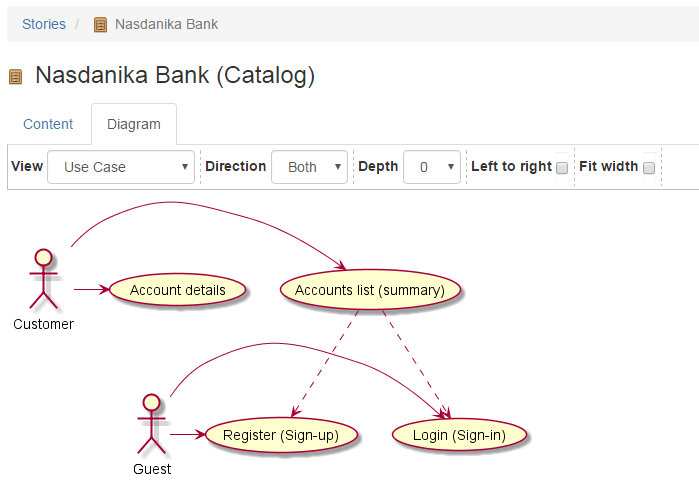 Stories / Nasdanika Bank
Nasdanika Bank (Catalog)
Content Diagram
View Use Case Direction Both Depth 0 Left to right Fit width
Account details Accounts list (summary)
Customer
Register (Sign-up) Login (Sign-in)
Guest